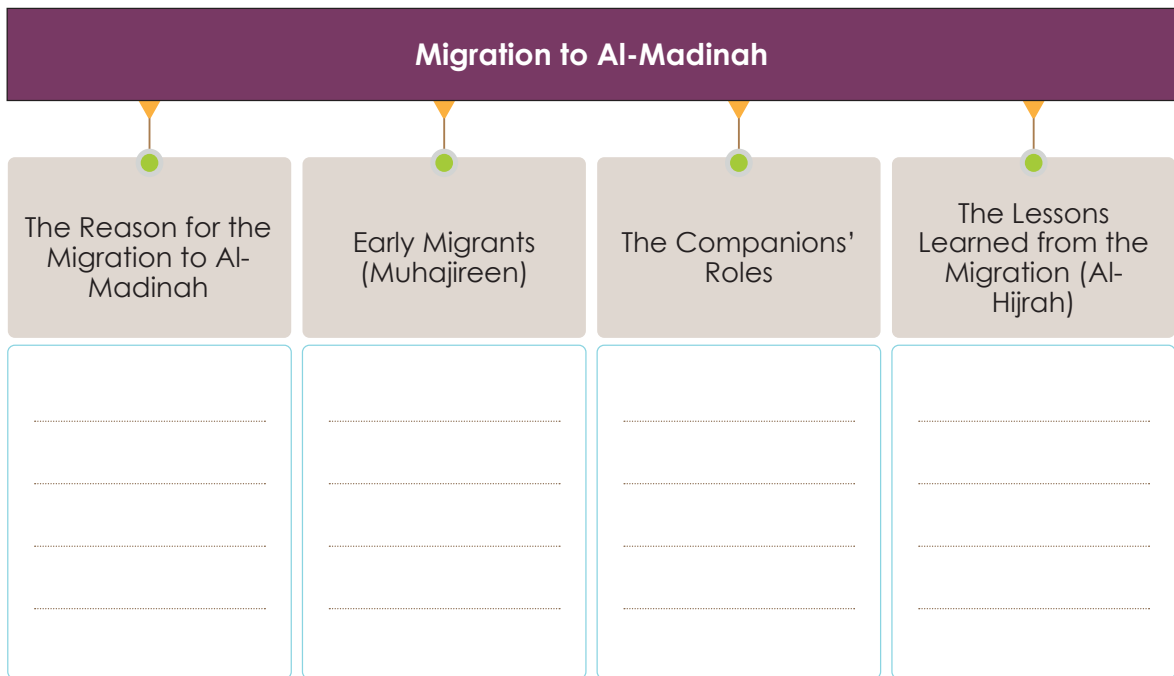 Migration to Al-Madinah
The Reason for the
Migration to Al-
Madinah
Early Migrants
(Muhajireen)
The Companions’
Roles
The Lessons
Learned from the
Migration (Al-
Hijrah)